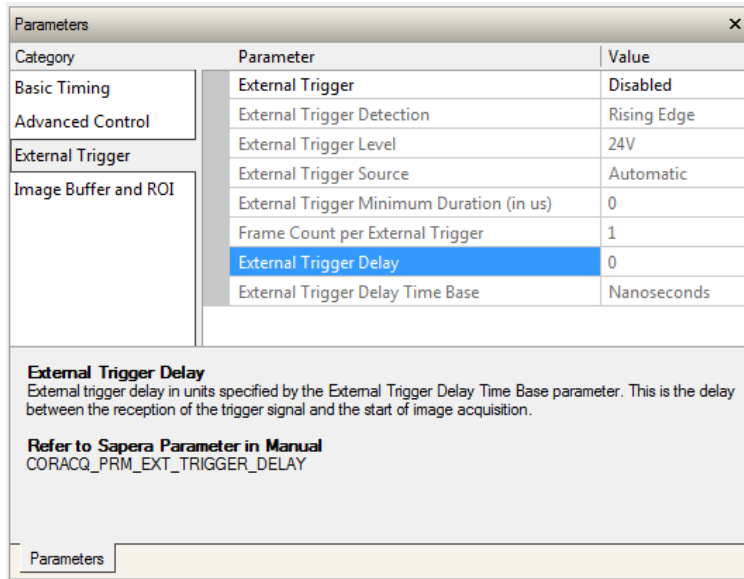 Parameters
Category Parameter Value
Basic Timing
Advanced Control
External Trigger
Image Buffer and ROI
External Trigger Disabled
External Trigger Detection Rising Edge
External Trigger Level 24V
External Trigger Source Automatic
External Trigger Minimum Duration (in us) 0
Frame Count per External Trigger 1
External Trigger Delay 0
External Trigger Delay Time Base Nanoseconds
External Trigger Delay
External trigger delay in units specified by the External Trigger Delay Time Base parameter. This is the delay
between the reception of the trigger signal and the start of image acquisition.
Refer to Sapera Parameter in Manual
CORACQ_PRM_EXT_TRIGGER_DELAY
Parameters